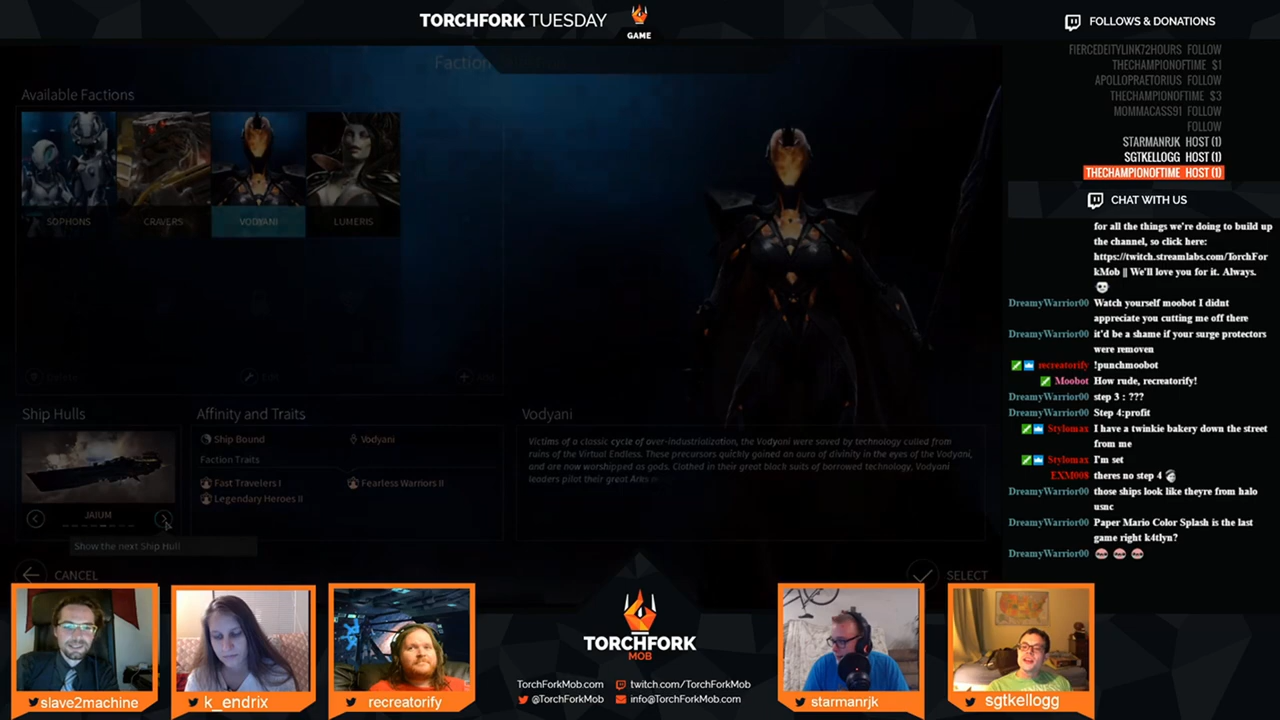 TORCHFORK TUESDAY
GAME
FOLLOWS & DONATIONS
FIERCEDEITYLINK72HOURS FOLLOW
THECHAMPIONOFTIME $1
APOLLOPRAETORIUS FOLLOW
THECHAMPIONOFTIME $3
MOMMACASS91 FOLLOW
FOLLOW
STARMANRJK HOST (1)
SGTKELLOGG HOST (1)
THECHAMPIONOFTIME HOST (1)
CHAT WITH US
for all the things we're doing to build up
the channel, so click here:
https://twitch.streamlabs.com/TorchFor
kMob || We'll love you for it. Always.
DreamyWarrior00 Watch yourself moobot I didnt
appreciate you cutting me off there
DreamyWarrior00 it'd be a shame if your surge protectors
were removen
recreatorify !punchmoobot
Moobot How rude, recreatorify!
DreamyWarrior00 step 3 : ???
DreamyWarrior00 Step 4:profit
Stylomax I have a twinkie bakery down the street
from me
Stylomax I'm set
EXM008 theres no step 4
DreamyWarrior00 those ships look like theyre from halo
usnc
DreamyWarrior00 Paper Mario Color Splash is the last
game right k4tlyn?
DreamyWarrior00
Faction
Available Factions
SOPHONS
CRAVERS
VODYANI
LUMERIS
Edit
Ship Hulls
JAIUM
Show the next Ship Hull
Affinity and Traits
Ship Bound
Vodyani
Faction Traits
Fast Travelers I
Fearless Warriors II
Legendary Heroes II
Vodyani
Victims of a classic cycle of over-industrialization, the Vodyani were saved by technology culled from
ruins of the Virtual Endless. These precursors quickly gained an aura of divinity in the eyes of the Vodyani,
and are now worshipped as gods. Clothed in their great black suits of borrowed technology, Vodyani
leaders pilot their great Arks
CANCEL
SELECT
slave2machine
k_endrix
recreatorify
TORCHFORK
MOB
TorchForkMob.com
twitch.com/TorchForkMob
@TorchForkMob
info@TorchForkMob.com
starmanrjk
sgtkellogg